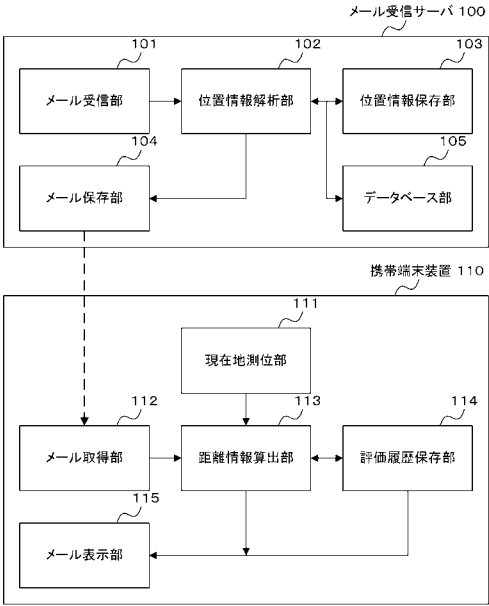 メール受信サーバ 100
101
102
103
メール受信部
位置情報解析部
位置情報保存部
104
105
メール保存部
データベース部
携帯端末装置 110
111
現在地測位部
112
113
114
メール取得部
距離情報算出部
評価履歴保存部
115
メール表示部